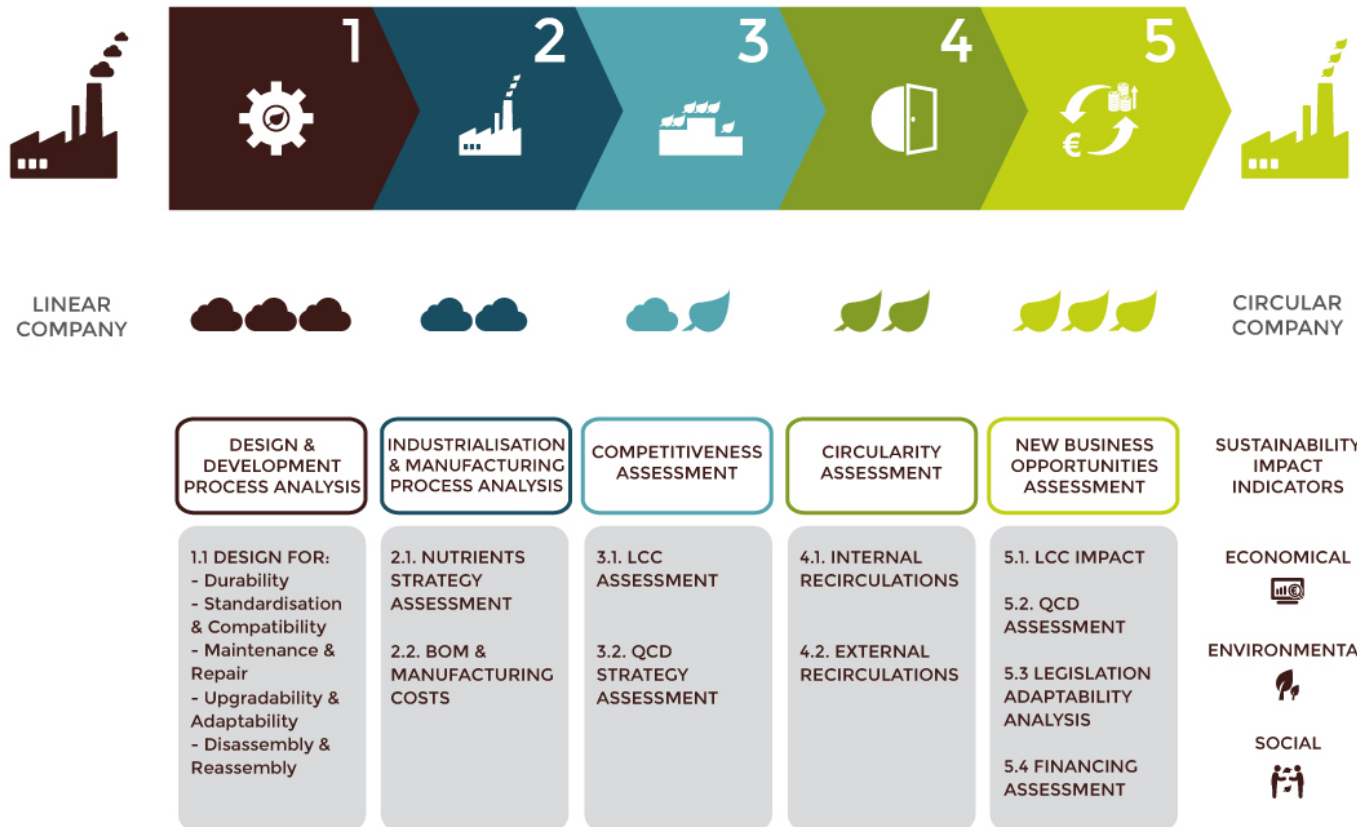 1
2
3
4
5
€
LINEAR
COMPANY
CIRCULAR
COMPANY
DESIGN &
DEVELOPMENT
PROCESS ANALYSIS
INDUSTRIALISATION
& MANUFACTURING
PROCESS ANALYSIS
COMPETITIVENESS
ASSESSMENT
CIRCULARITY
ASSESSMENT
NEW BUSINESS
OPPORTUNITIES
ASSESSMENT
SUSTAINABILITY
IMPACT
INDICATORS
1.1 DESIGN FOR:
- Durability
- Standardisation
& Compatibility
- Maintenance &
Repair
- Upgradability &
Adaptability
- Disassembly &
Reassembly
2.1. NUTRIENTS
STRATEGY
ASSESSMENT
2.2. BOM &
MANUFACTURING
COSTS
3.1. LCC
ASSESSMENT
3.2. QCD
STRATEGY
ASSESSMENT
4.1. INTERNAL
RECIRCULATIONS
4.2. EXTERNAL
RECIRCULATIONS
5.1. LCC IMPACT
5.2. QCD
ASSESSMENT
5.3 LEGISLATION
ADAPTABILITY
ANALYSIS
5.4 FINANCING
ASSESSMENT
ECONOMICAL
ENVIRONMENTA
SOCIAL